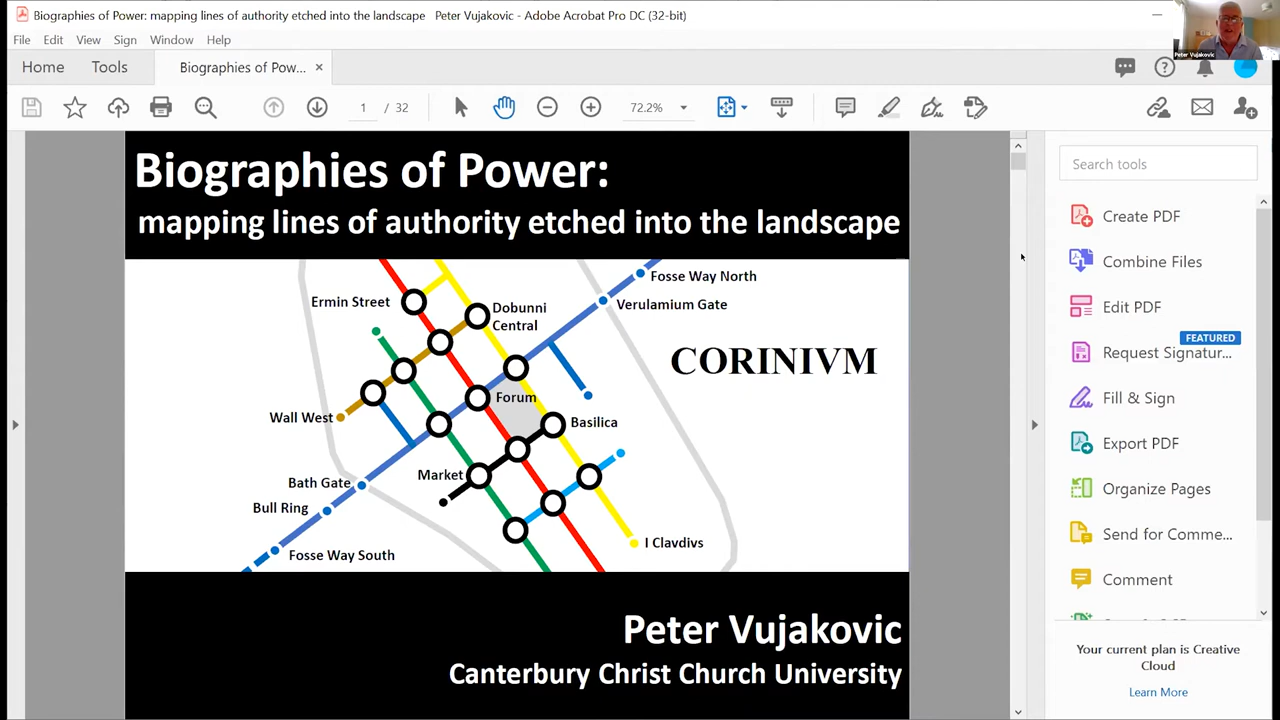 Biographies of Power: mapping lines of authority etched into the landscape   Peter Vujakovic - Adobe Acrobat Pro DC (32-bit)
Peter Vujakovic
File Edit View Sign Window Help
Home Tools Biographies of Pow... ×
1 / 32 72.2%
Biographies of Power:
mapping lines of authority etched into the landscape
Fosse Way North
Ermin Street
Verulamium Gate
Dobunni
Central
CORINIVM
Forum
Wall West
Basilica
Market
Bath Gate
Bull Ring
I Clavdivs
Fosse Way South
Peter Vujakovic
Canterbury Christ Church University
Search tools
Create PDF
Combine Files
Edit PDF
FEATURED
Request Signatur...
Fill & Sign
Export PDF
Organize Pages
Send for Comme...
Comment
Your current plan is Creative
Cloud
Learn More